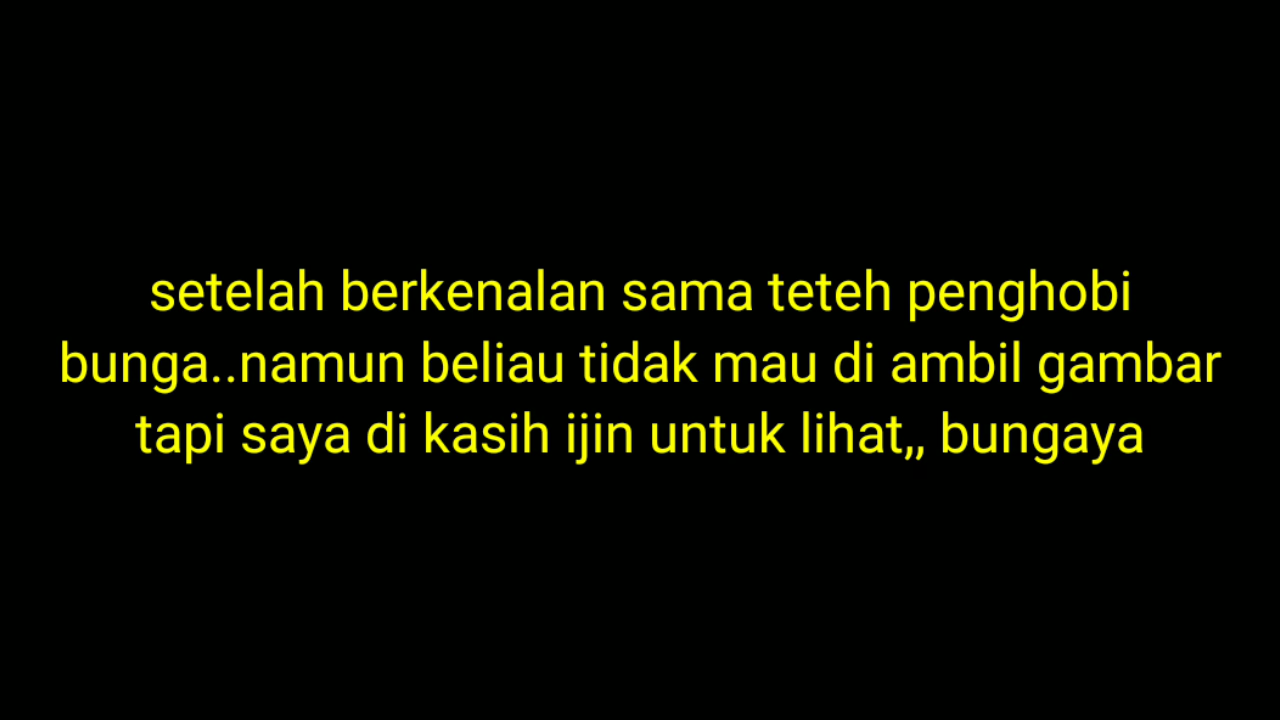 setelah berkenalan sama teteh penghobi
bunga..namun beliau tidak mau di ambil gambar
tapi saya di kasih ijin untuk lihat,, bungaya